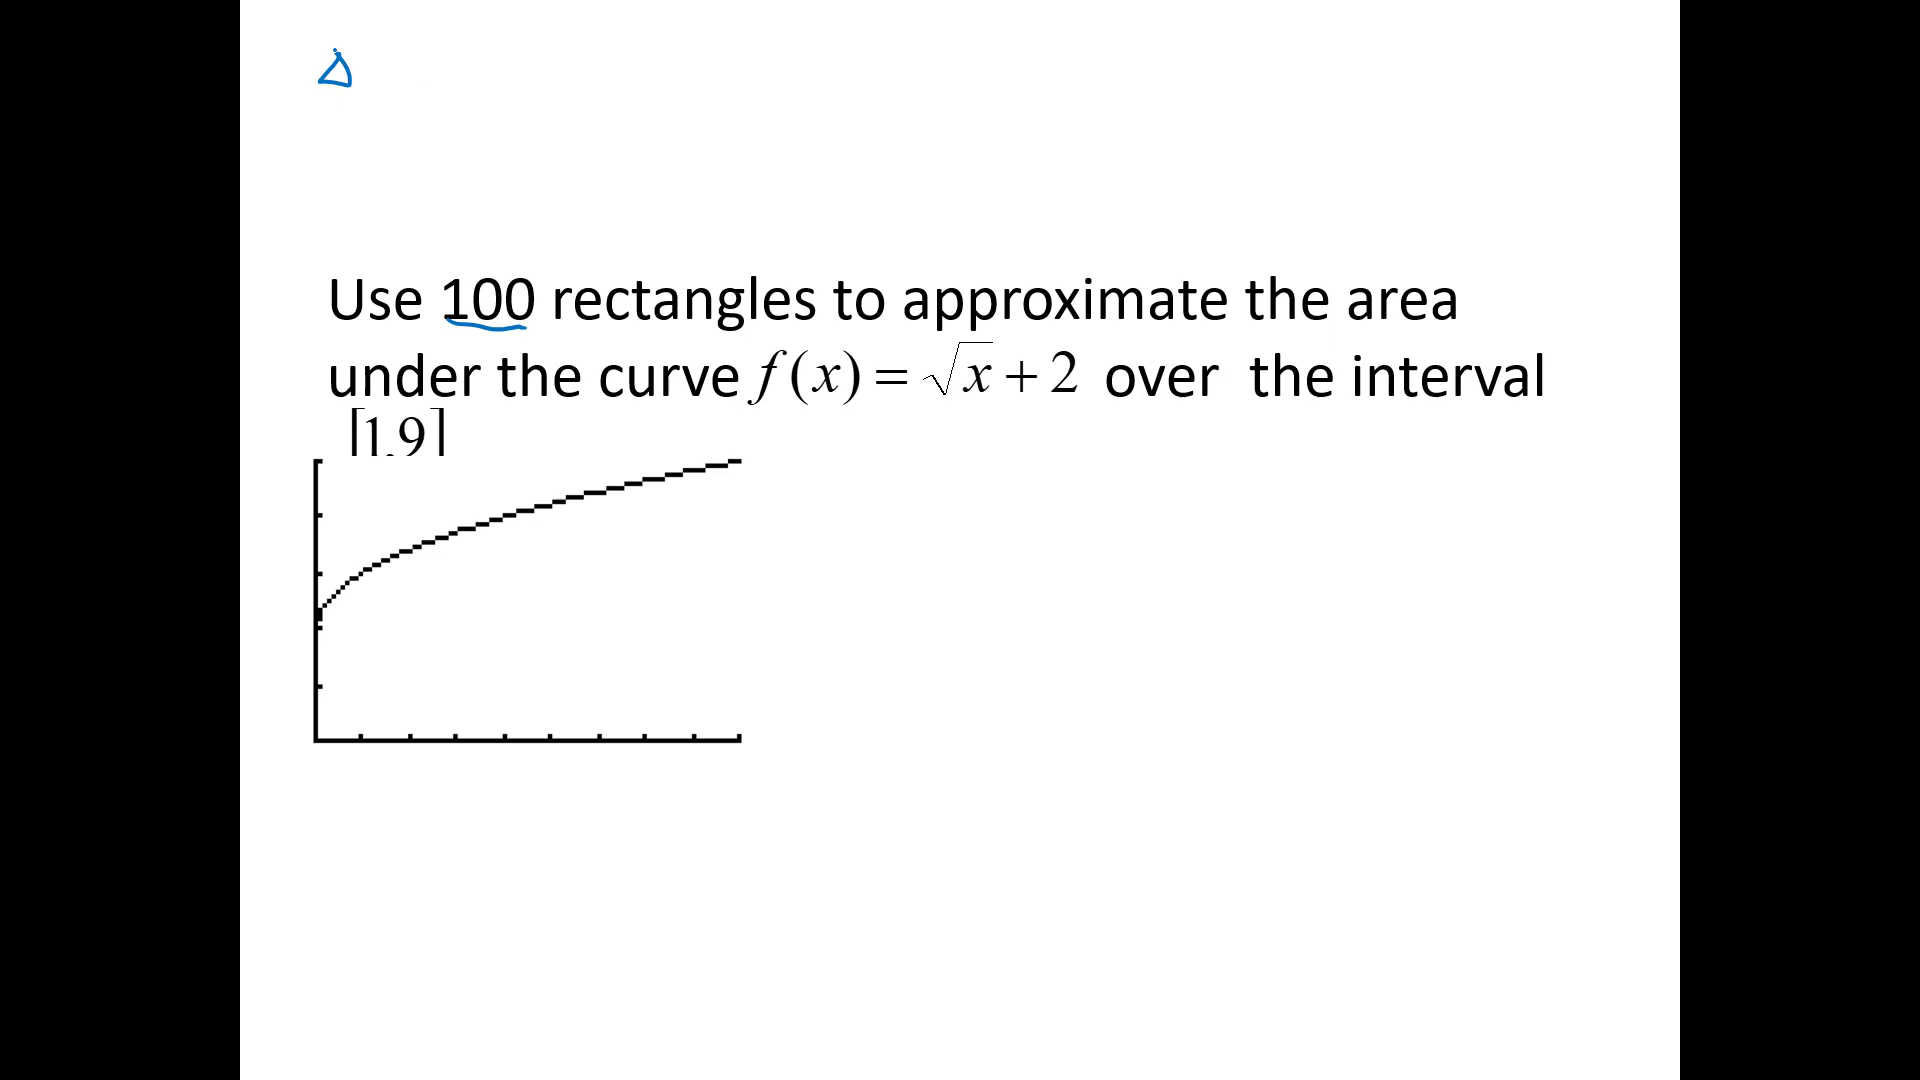 Δ
Use 100 rectangles to approximate the area
under the curve f(x) = √x + 2 over the interval
[1,9]